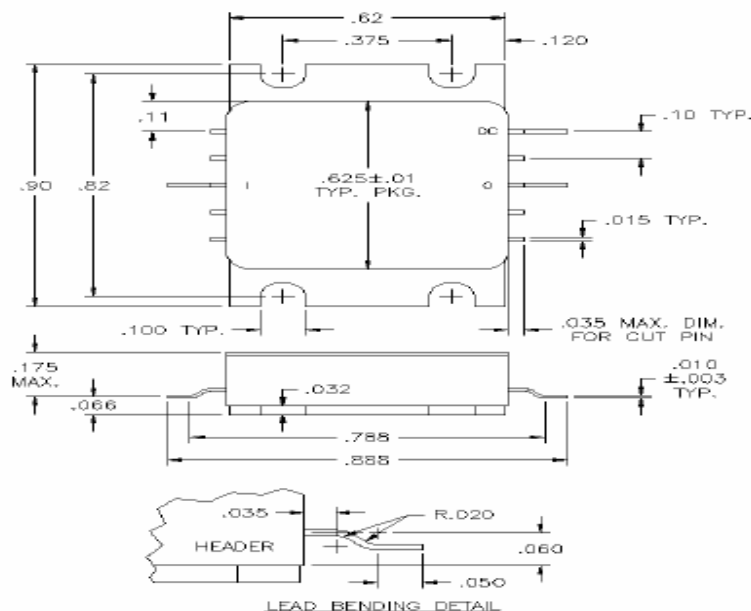 .62
.375
.120
.11
DC
.10 TYP.
.90
.82
.625±.01
TYP. PKG.
I
O
.015 TYP.
.100 TYP.
.035 MAX. DIM.
FOR CUT PIN
.175
MAX.
.032
.010
±.003
TYP.
.066
.788
.888
.035
R.020
HEADER
.060
.050
LEAD BENDING DETAIL